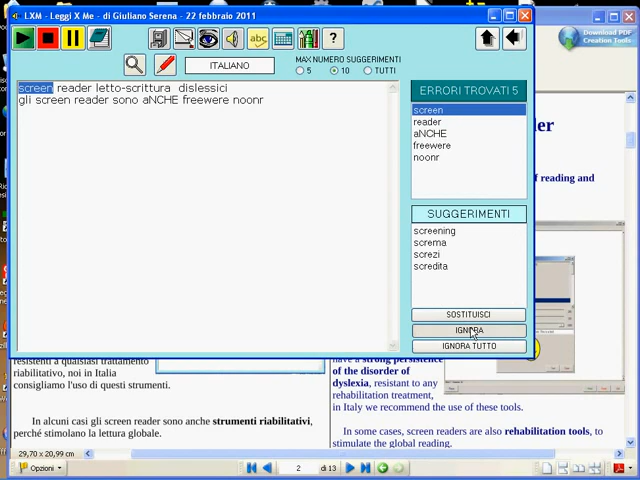 LXM - Leggi X Me - di Giuliano Serena - 22 febbraio 2011
Download PDF
Creation Tools
abc
?
ITALIANO
MAX NUMERO SUGGERIMENTI
5
10
TUTTI
screen reader letto-scrittura dislessici
gli screen reader sono aNCHE freewere noonr
ERRORI TROVATI 5
screen
reader
aNCHE
freewere
noonr
SUGGERIMENTI
screening
screma
screzi
scredita
SOSTITUISCI
IGNORA
IGNORA TUTTO
er
f reading and
resistenti a qualsiasi trattamento
riabilitativo, noi in Italia
consigliamo l'uso di questi strumenti.
In alcuni casi gli screen reader sono anche strumenti riabilitativi,
perché stimolano la lettura globale.
have a strong persistence
of the disorder of
dyslexia, resistant to any
rehabilitation treatment,
in Italy we recommend the use of these tools.
In some cases, screen readers are also rehabilitation tools, to
stimulate the global reading.
29,70 x 20,99 cm
Opzioni
2
di 13